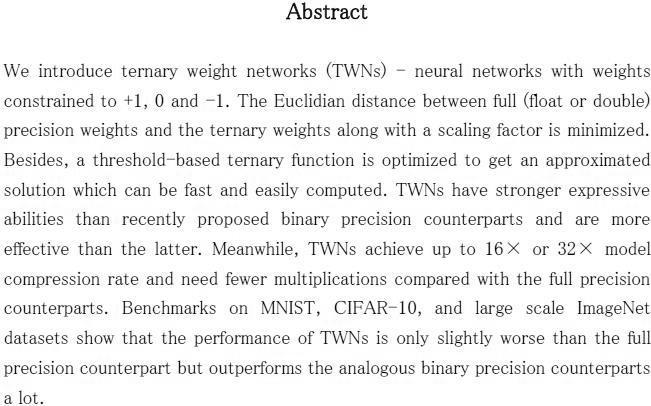 Abstract
We introduce ternary weight networks (TWNs) - neural networks with weights
constrained to +1, 0 and -1. The Euclidian distance between full (float or double)
precision weights and the ternary weights along with a scaling factor is minimized.
Besides, a threshold-based ternary function is optimized to get an approximated
solution which can be fast and easily computed. TWNs have stronger expressive
abilities than recently proposed binary precision counterparts and are more
effective than the latter. Meanwhile, TWNs achieve up to 16× or 32× model
compression rate and need fewer multiplications compared with the full precision
counterparts. Benchmarks on MNIST, CIFAR-10, and large scale ImageNet
datasets show that the performance of TWNs is only slightly worse than the full
precision counterpart but outperforms the analogous binary precision counterparts
a lot.